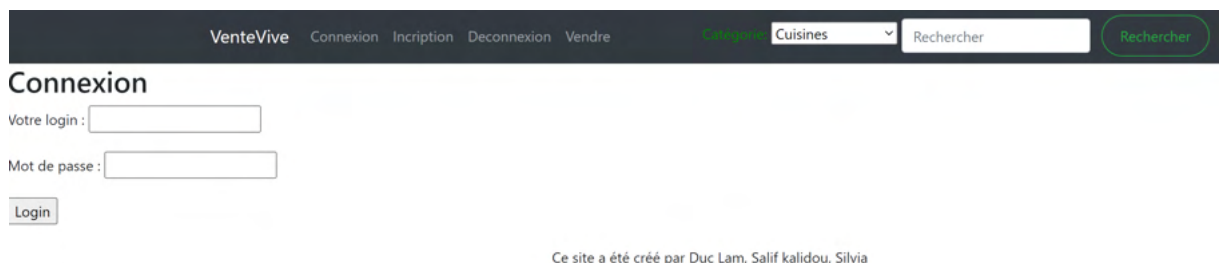 VenteVive Connexion Incription Deconnexion Vendre Catégorie: Cuisines Rechercher Rechercher
Connexion
Votre login :
Mot de passe :
Login
Ce site a été créé par Duc Lam, Salif kalidou, Silvia